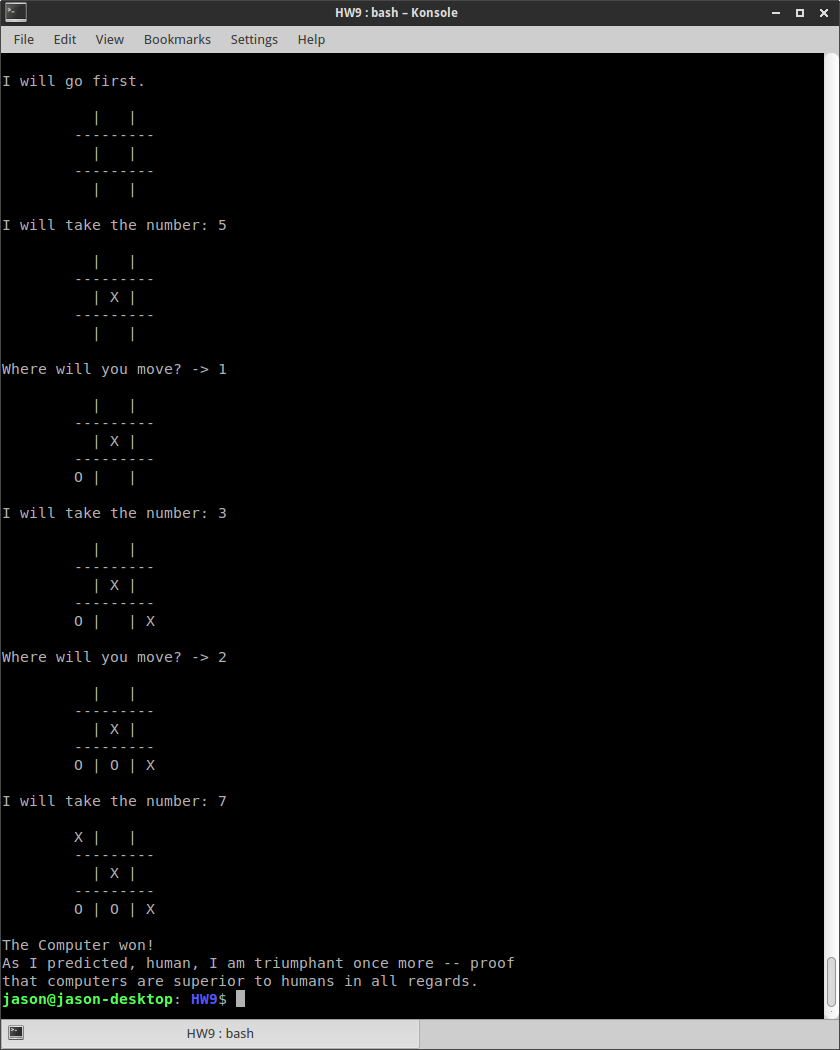 HW9 : bash – Konsole
File Edit View Bookmarks Settings Help
I will go first.
          |   |
        ---------
          |   |
        ---------
          |   |
I will take the number: 5
          |   |
        ---------
          | X |
        ---------
          |   |
Where will you move? -> 1
          |   |
        ---------
          | X |
        ---------
        O |   |
I will take the number: 3
          |   |
        ---------
          | X |
        ---------
        O |   | X
Where will you move? -> 2
          |   |
        ---------
          | X |
        ---------
        O | O | X
I will take the number: 7
        X |   |
        ---------
          | X |
        ---------
        O | O | X
The Computer won!
As I predicted, human, I am triumphant once more -- proof
that computers are superior to humans in all regards.
jason@jason-desktop: HW9$
HW9 : bash